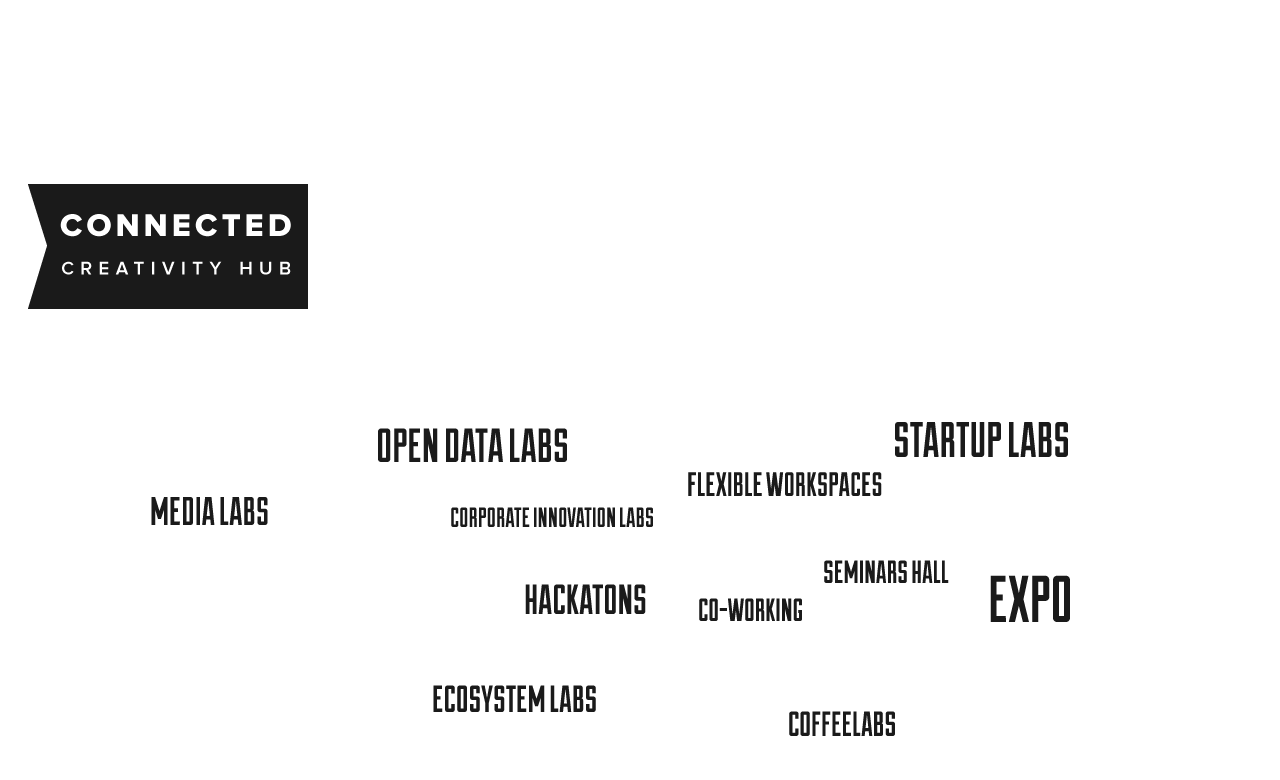 CONNECTED
CREATIVITY HUB
OPEN DATA LABS
STARTUP LABS
FLEXIBLE WORKSPACES
MEDIA LABS
CORPORATE INNOVATION LABS
SEMINARS HALL
HACKATONS
CO-WORKING
EXPO
ECOSYSTEM LABS
COFFEELABS